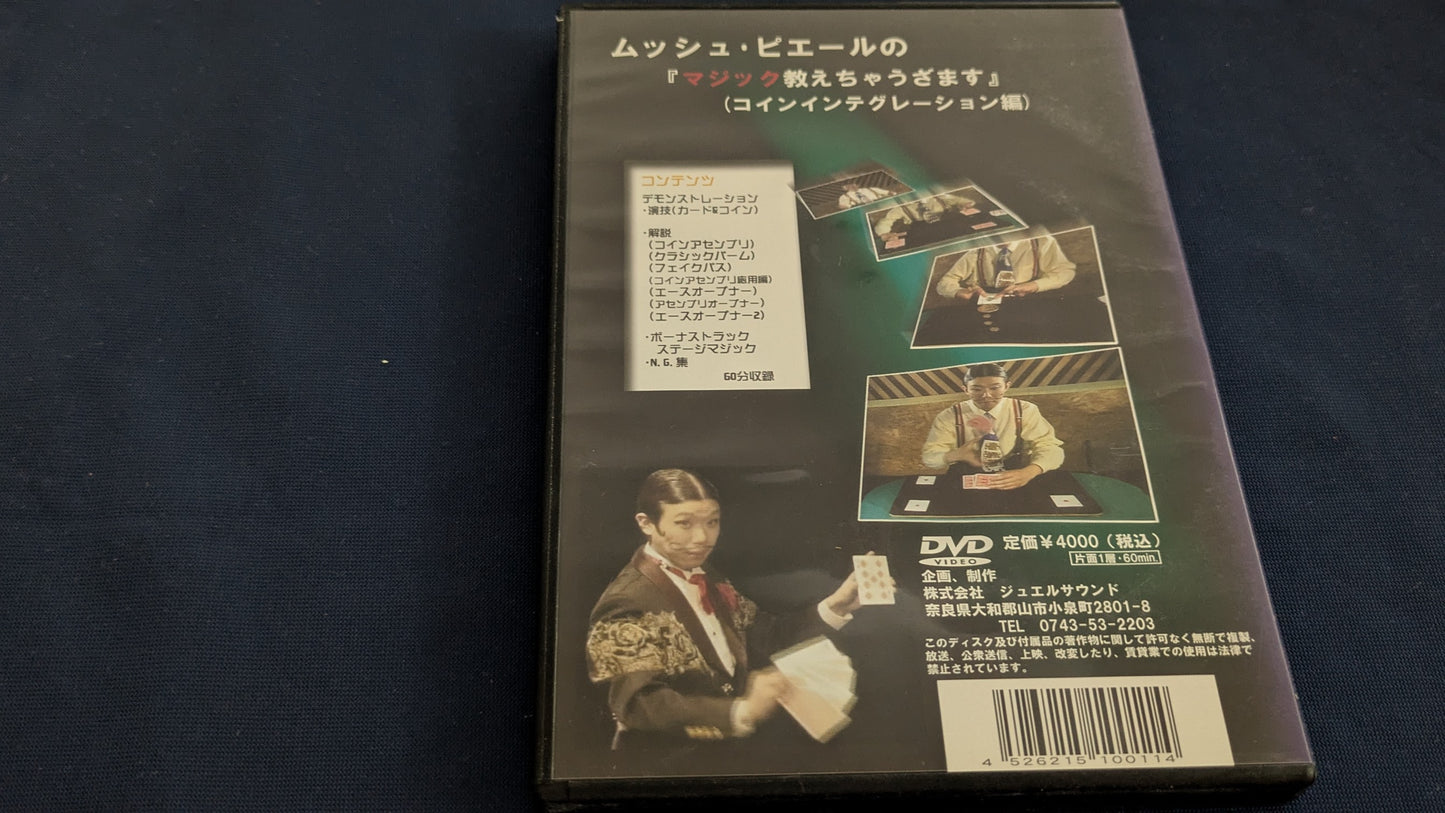 ムッシュ・ピエールの
『マジック教えちゃうざます』
(コインインテグレーション編)
コンテンツ
デモンストレーション
・演技(カード&コイン)
・解説
(コインアセンブリ)
(クラシックパーム)
(フェイクパス)
(コインアセンブリ応用編)
(エースオープナー)
(アセンブリオープナー)
(エースオープナー2)
・ボーナストラック
ステージマジック
・N.G.集
60分収録
DVD
VIDEO
定価¥4000(税込)
片面1層・60min.
企画、制作
株式会社 ジュエルサウンド
奈良県大和郡山市小泉町2801-8
TEL 0743-53-2203
このディスク及び付属品の著作物に関して許可なく無断で複製、
放送、公衆送信、上映、改変したり、賃貸業での使用は法律で
禁止されています。
4 526215 100114